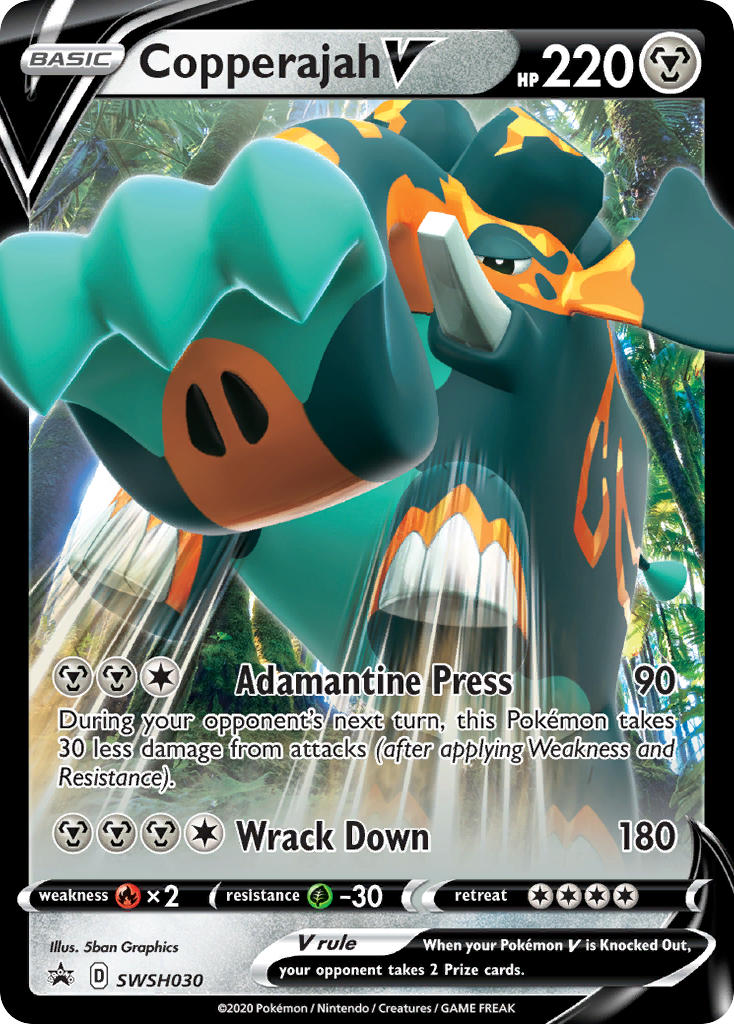 BASIC Copperajah V HP 220
Adamantine Press 90
During your opponent's next turn, this Pokémon takes
30 less damage from attacks (after applying Weakness and
Resistance).
Wrack Down 180
weakness ×2 resistance -30 retreat
Illus. 5ban Graphics
V rule When your Pokémon V is Knocked Out,
your opponent takes 2 Prize cards.
D SWSH030
©2020 Pokémon / Nintendo / Creatures / GAME FREAK